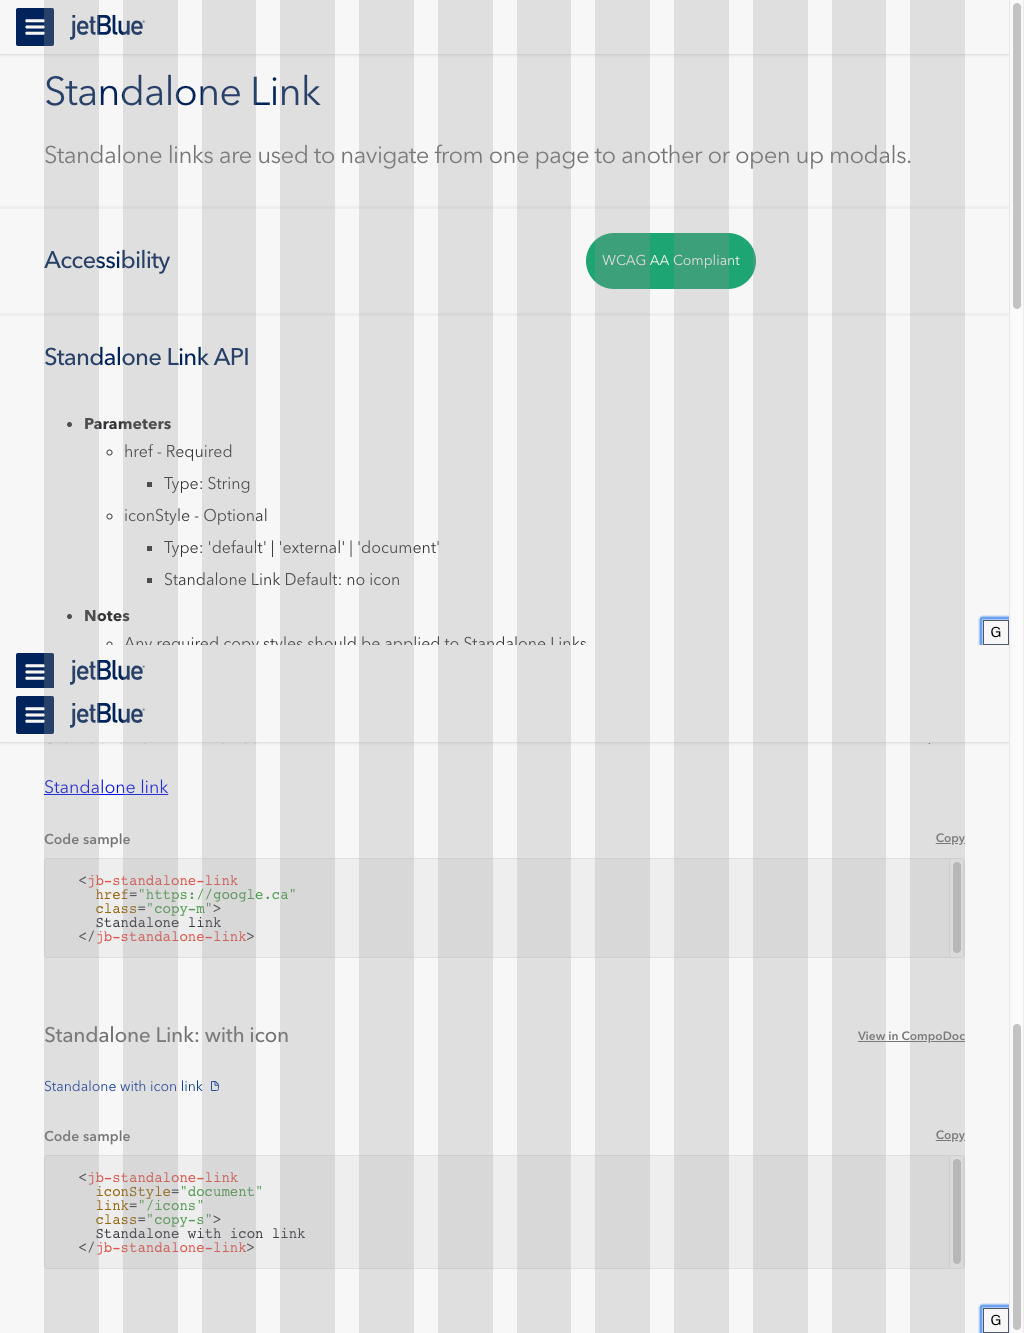 jetBlue
Standalone Link
Standalone links are used to navigate from one page to another or open up modals.
Accessibility
WCAG AA Compliant
Standalone Link API
Parameters
href - Required
Type: String
iconStyle - Optional
Type: 'default' | 'external' | 'document'
Standalone Link Default: no icon
Notes
Any required copy styles should be applied to Standalone Links
G
jetBlue
jetBlue
Standalone link
Code sample
Copy
<jb-standalone-link
href="https://google.ca"
class="copy-m">
Standalone link
</jb-standalone-link>
Standalone Link: with icon
View in CompoDoc
Standalone with icon link
Code sample
Copy
<jb-standalone-link
iconStyle="document"
link="/icons"
class="copy-s">
Standalone with icon link
</jb-standalone-link>
G